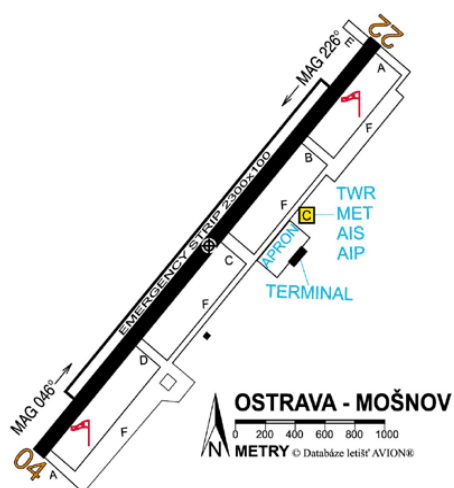 22
E
MAG 226°
A
F
EMERGENCY STRIP 2300x100
B
F
C
TWR
MET
AIS
AIP
APRON
TERMINAL
C
F
D
MAG 046°
F
04
A
N
OSTRAVA - MOŠNOV
0 200 400 600 800 1000
METRY © Databáze letišť AVION®